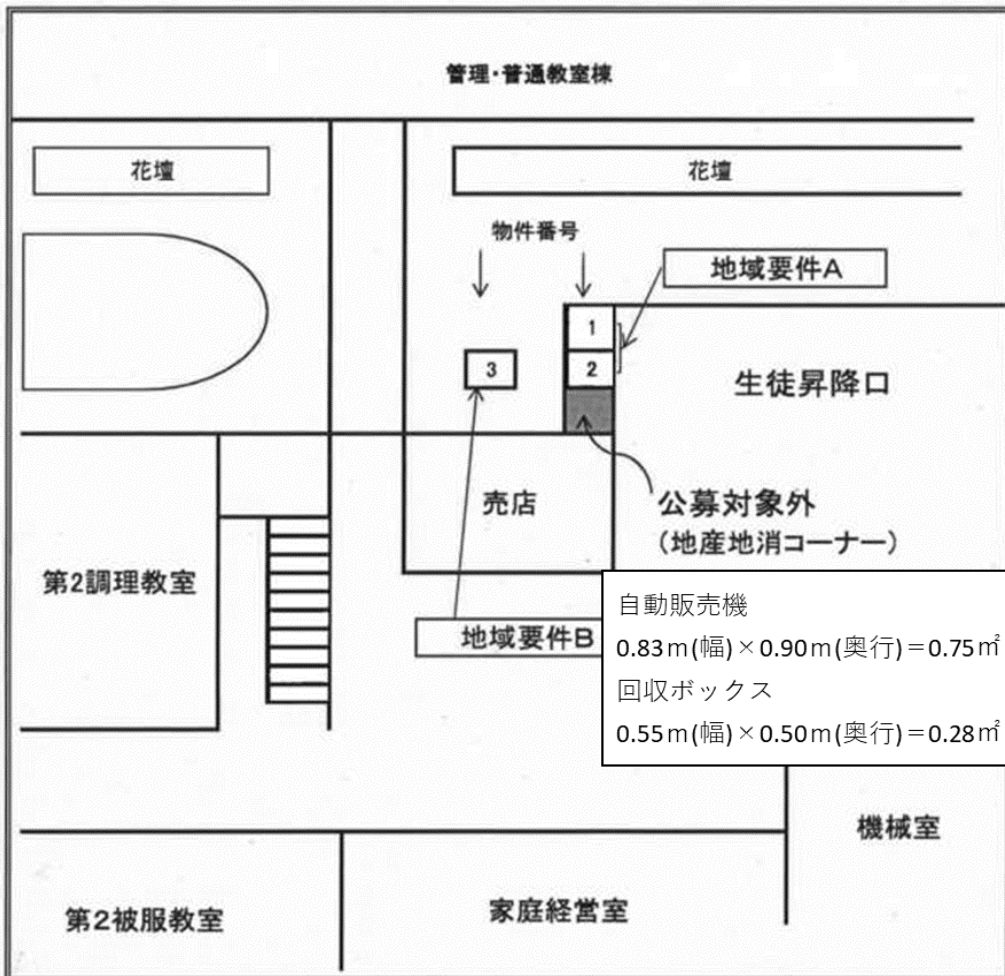 管理・普通教室棟
花壇
花壇
物件番号
地域要件A
1
2
3
生徒昇降口
売店
公募対象外
(地産地消コーナー)
第2調理教室
地域要件B
自動販売機
0.83m(幅)×0.90m(奥行)=0.75㎡
回収ボックス
0.55m(幅)×0.50m(奥行)=0.28㎡
機械室
第2被服教室
家庭経営室